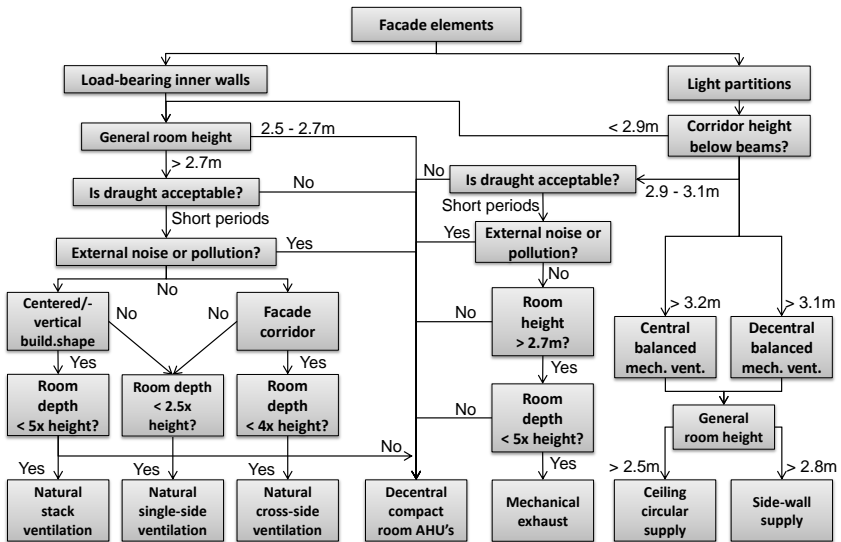 Facade elements
Load-bearing inner walls
Light partitions
General room height
2.5 - 2.7m
< 2.9m
Corridor height
below beams?
> 2.7m
Is draught acceptable?
No
No
Is draught acceptable?
2.9 - 3.1m
Short periods
Short periods
External noise or pollution?
Yes
Yes
External noise or
pollution?
No
No
Centered/-
vertical
build.shape
No
No
Facade
corridor
No
Room
height
> 2.7m?
> 3.2m
> 3.1m
Central
balanced
mech. vent.
Decentral
balanced
mech. vent.
Yes
Yes
Yes
Room
depth
< 5x height?
Room depth
< 2.5x
height?
Room
depth
< 4x height?
No
Room
depth
< 5x height?
General
room height
No
Yes
Yes
Yes
Yes
> 2.5m
> 2.8m
Natural
stack
ventilation
Natural
single-side
ventilation
Natural
cross-side
ventilation
Decentral
compact
room AHU's
Mechanical
exhaust
Ceiling
circular
supply
Side-wall
supply